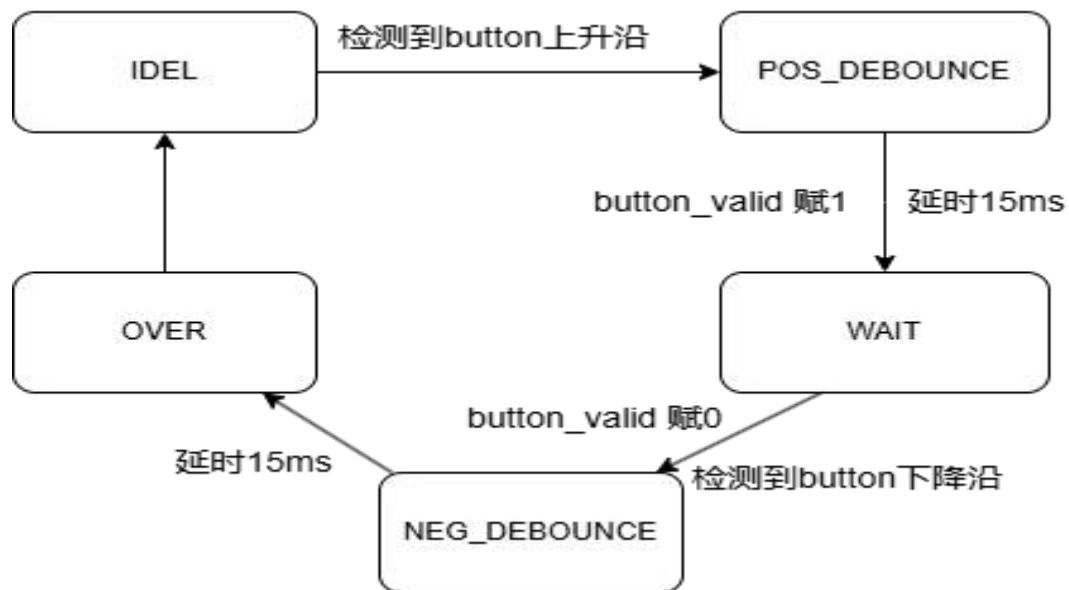 IDEL
检测到button上升沿
POS_DEBOUNCE
button_valid 赋1
延时15ms
OVER
WAIT
button_valid 赋0
延时15ms
检测到button下降沿
NEG_DEBOUNCE